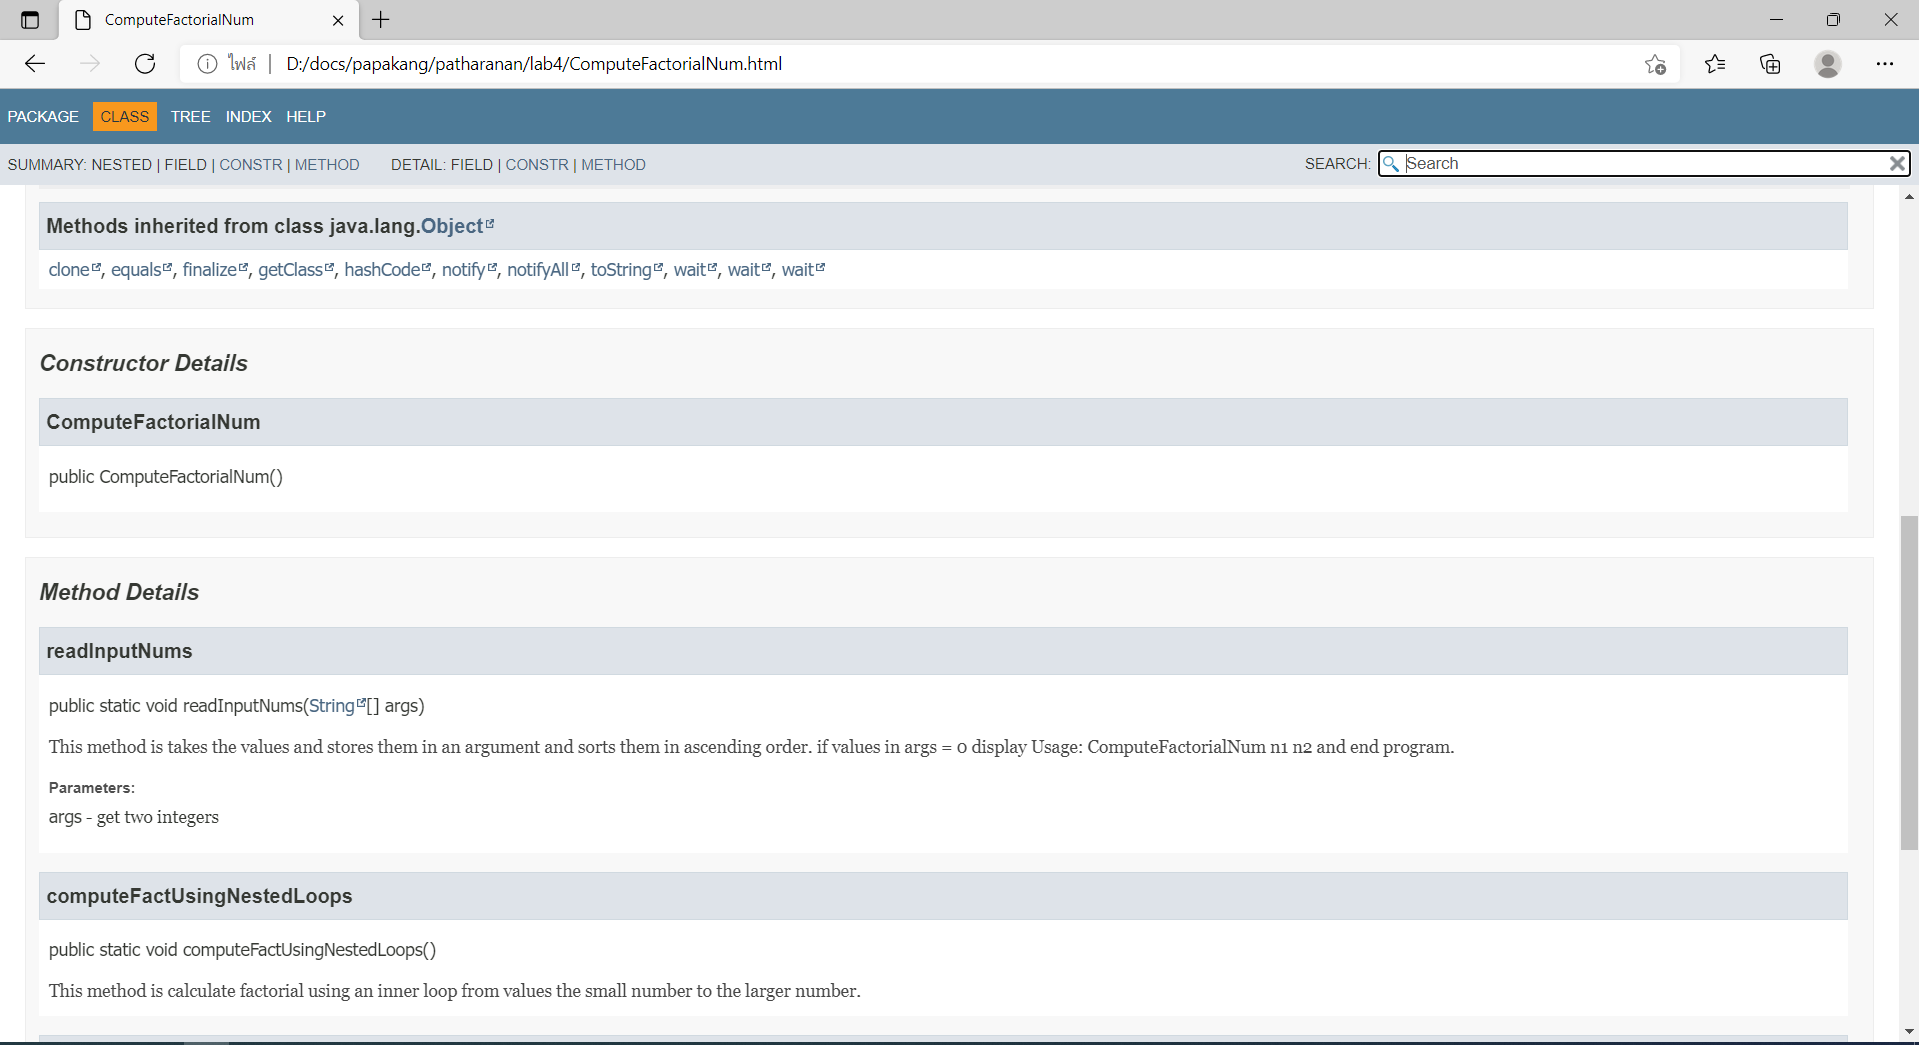 ComputeFactorialNum
ไฟล์ D:/docs/papakang/patharanan/lab4/ComputeFactorialNum.html
PACKAGE CLASS TREE INDEX HELP
SUMMARY: NESTED | FIELD | CONSTR | METHOD DETAIL: FIELD | CONSTR | METHOD SEARCH: Search
Methods inherited from class java.lang.Object
clone, equals, finalize, getClass, hashCode, notify, notifyAll, toString, wait, wait, wait
Constructor Details
ComputeFactorialNum
public ComputeFactorialNum()
Method Details
readInputNums
public static void readInputNums(String[] args)
This method is takes the values and stores them in an argument and sorts them in ascending order. if values in args = 0 display Usage: ComputeFactorialNum n1 n2 and end program.
Parameters:
args - get two integers
computeFactUsingNestedLoops
public static void computeFactUsingNestedLoops()
This method is calculate factorial using an inner loop from values the small number to the larger number.